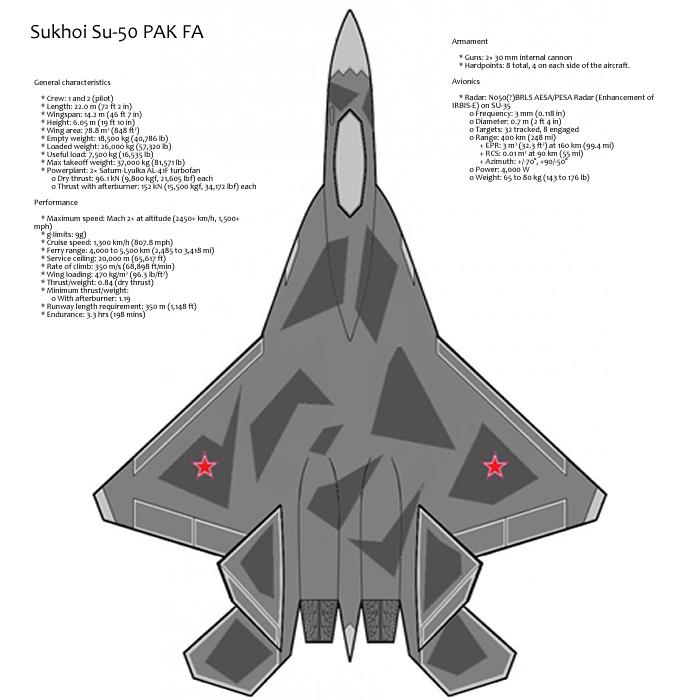 Sukhoi Su-50 PAK FA
General characteristics
* Crew: 1 and 2 (pilot)
* Length: 22.0 m (72 ft 2 in)
* Wingspan: 14.2 m (46 ft 7 in)
* Height: 6.05 m (19 ft 10 in)
* Wing area: 78.8 m² (848 ft²)
* Empty weight: 18,500 kg (40,786 lb)
* Loaded weight: 26,000 kg (57,320 lb)
* Useful load: 7,500 kg (16,535 lb)
* Max takeoff weight: 37,000 kg (81,571 lb)
* Powerplant: 2× Saturn-Lyulka AL-41F turbofan
o Dry thrust: 96.1 kN (9,800 kgf, 21,605 lbf) each
o Thrust with afterburner: 152 kN (15,500 kgf, 34,172 lbf) each
Performance
* Maximum speed: Mach 2+ at altitude (2450+ km/h, 1,500+
mph)
* g-limits: 9g)
* Cruise speed: 1,300 km/h (807.8 mph)
* Ferry range: 4,000 to 5,500 km (2,485 to 3,418 mi)
* Service ceiling: 20,000 m (65,617 ft)
* Rate of climb: 350 m/s (68,898 ft/min)
* Wing loading: 470 kg/m² (96.3 lb/ft²)
* Thrust/weight: 0.84 (dry thrust)
* Minimum thrust/weight:
o With afterburner: 1.19
* Runway length requirement: 350 m (1,148 ft)
* Endurance: 3.3 hrs (198 mins)
Armament
* Guns: 2× 30 mm internal cannon
* Hardpoints: 8 total, 4 on each side of the aircraft.
Avionics
* Radar: N050(?)BRLS AESA/PESA Radar (Enhancement of
IRBIS-E) on SU-35
o Frequency: 3 mm (0.118 in)
o Diameter: 0.7 m (2 ft 4 in)
o Targets: 32 tracked, 8 engaged
o Range: 400 km (248 mi)
+ EPR: 3 m² (32.3 ft²) at 160 km (99.4 mi)
+ RCS: 0.01 m² at 90 km (55 mi)
+ Azimuth: +/-70°, +90/-50°
o Power: 4,000 W
o Weight: 65 to 80 kg (143 to 176 lb)